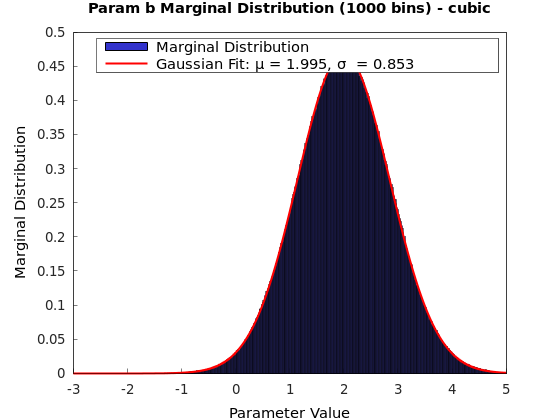 Param b Marginal Distribution (1000 bins) - cubic
Marginal Distribution
Gaussian Fit: μ = 1.995, σ  = 0.853
0.5
0.45
0.4
0.35
0.3
0.25
0.2
0.15
0.1
0.05
0
Marginal Distribution
-3 -2 -1 0 1 2 3 4 5
Parameter Value